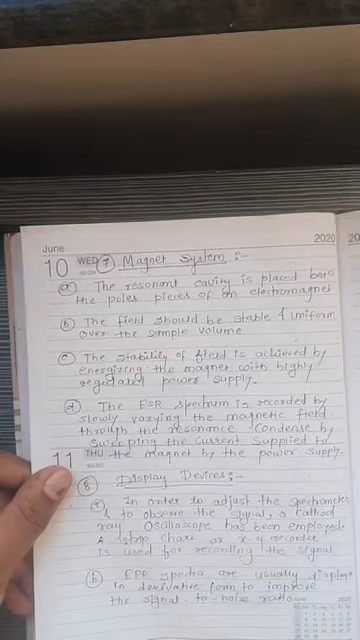 June 2020 20
10 WED (7) Magnet System :-
(a) The resonant cavity is placed betn
the poles pieces of an electromagnet
(b) The field should be stable & uniform
over the sample volume
(c) The stability of field is achieved by
energizing the magnet with highly
regulated power supply.
(d) The ESR spectrum is recorded by
slowly varying the magnetic field
through the resonance Condense by
sweeping the current supplied to
11 THU the magnet by the power supply.
(8) Display Devices :-
(a) In order to adjust the spectrometer
& to observe the signal, a cathod
ray Oscilloscope has been employed.
A strip chart or x-y recorder
is used for recording the signal
(b) EPR spectra are usually display
in derivative form to improve
the signal-to-noise
2020